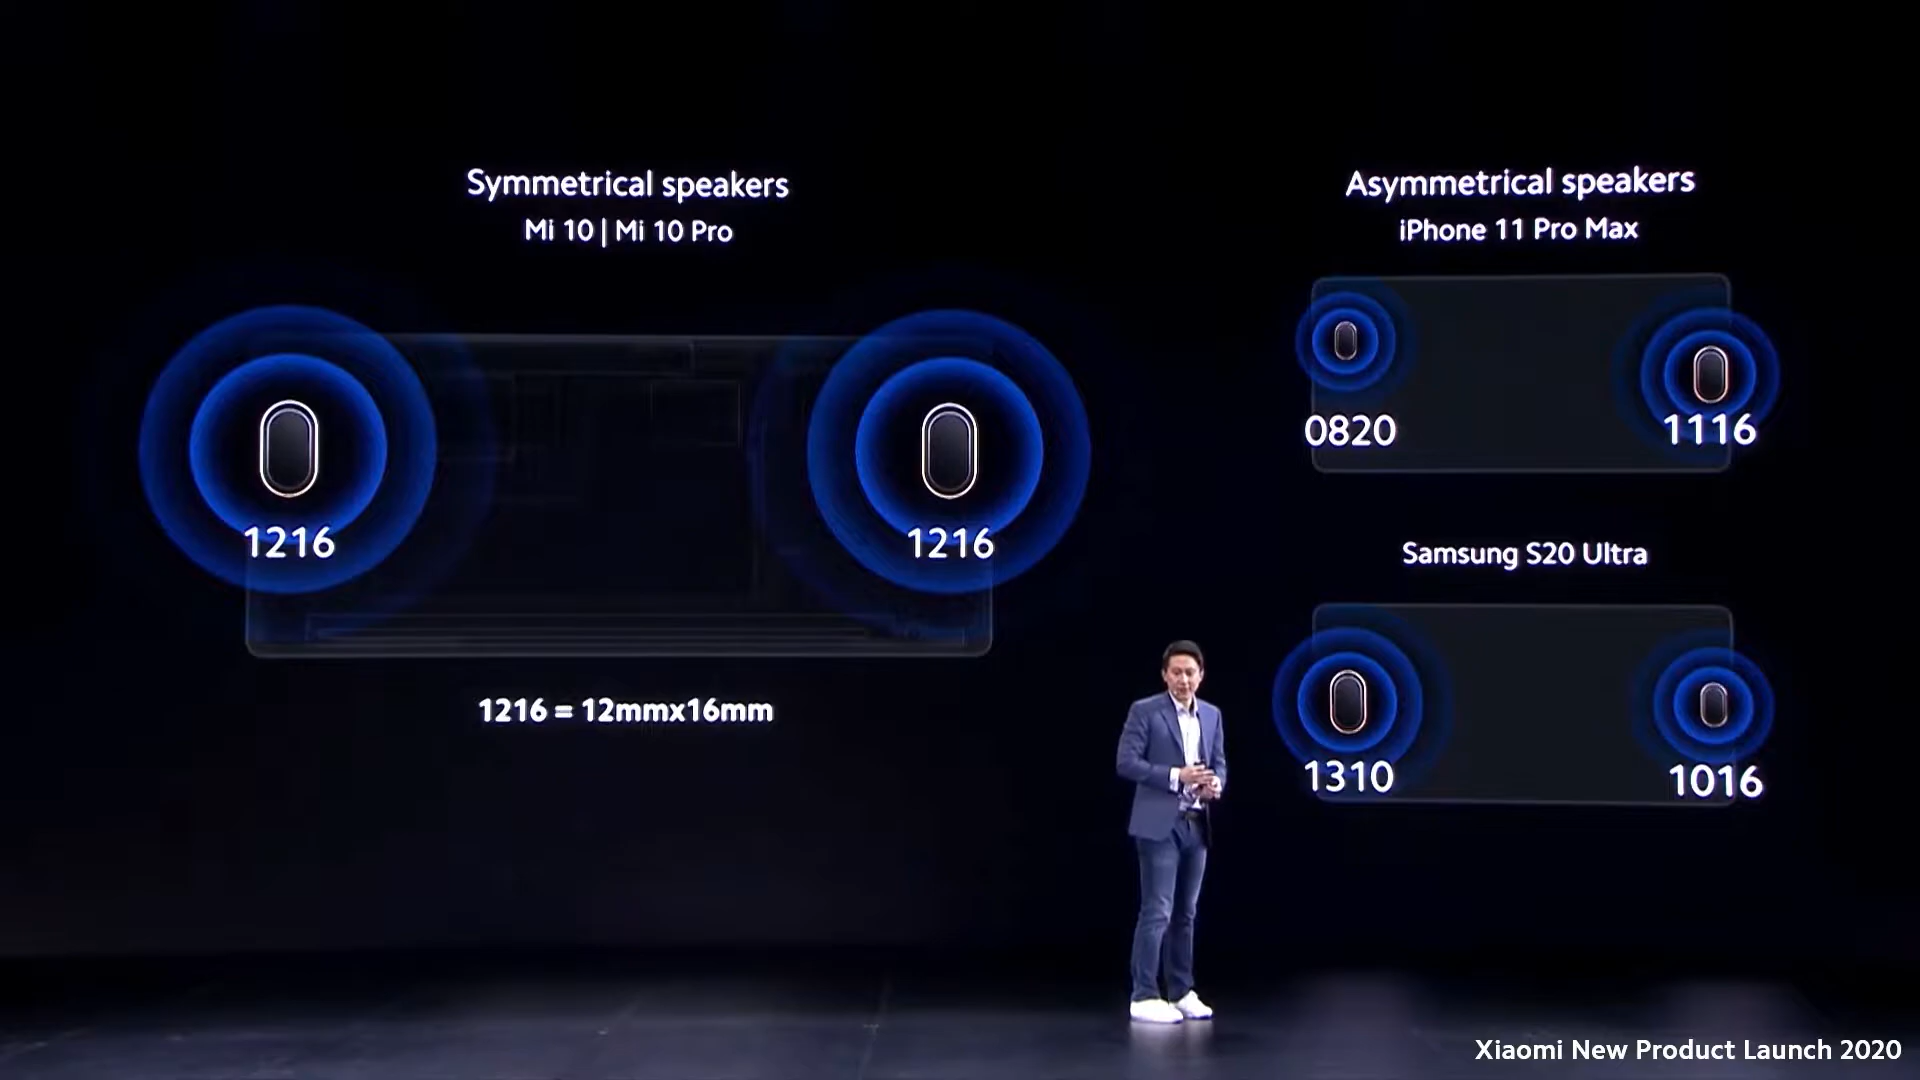 Symmetrical speakers
Mi 10 | Mi 10 Pro
1216
1216
1216 = 12mmx16mm
Asymmetrical speakers
iPhone 11 Pro Max
0820
1116
Samsung S20 Ultra
1310
1016
Xiaomi New Product Launch 2020